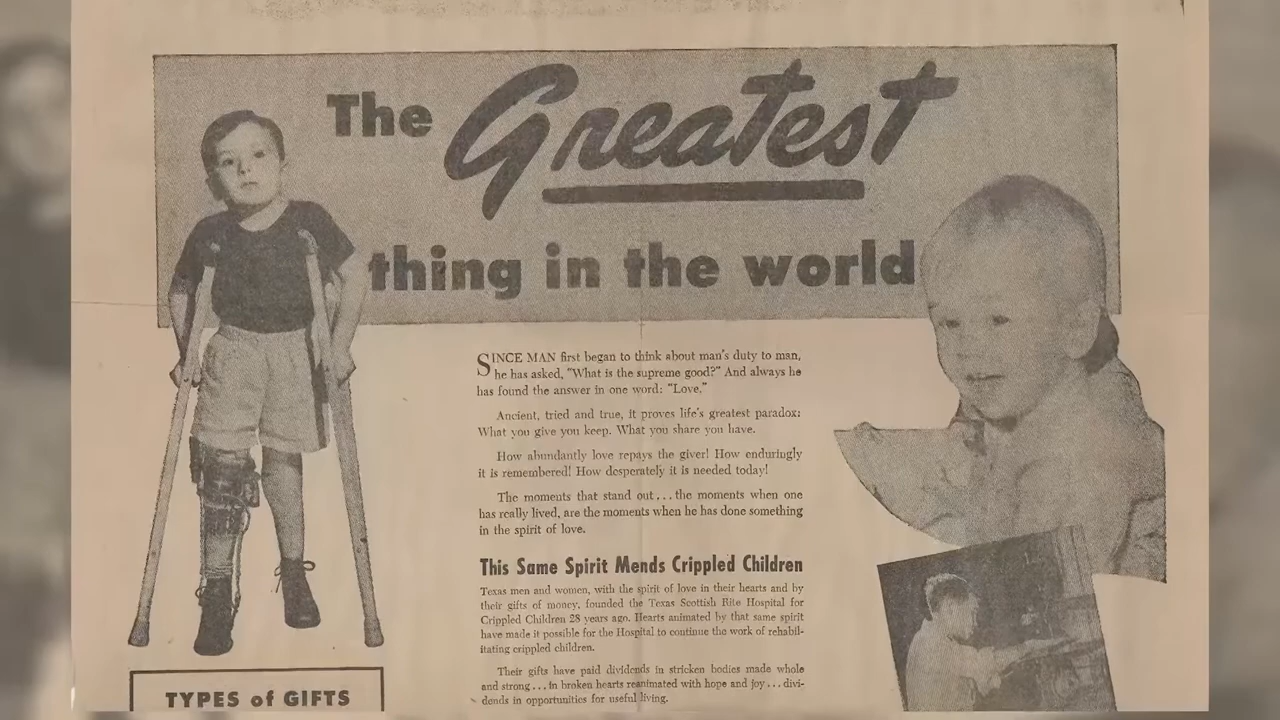 The Greatest
thing in the world
SINCE MAN first began to think about man's duty to man,
he has asked, "What is the supreme good?" And always he
has found the answer in one word: "Love."
Ancient, tried and true, it proves life's greatest paradox:
What you give you keep. What you share you have.
How abundantly love repays the giver! How enduringly
it is remembered! How desperately it is needed today!
The moments that stand out...the moments when one
has really lived, are the moments when he has done something
in the spirit of love.
This Same Spirit Mends Crippled Children
Texas men and women, with the spirit of love in their hearts and by
their gifts of money, founded the Texas Scottish Rite Hospital for
Crippled Children 28 years ago. Hearts animated by that same spirit
have made it possible for the Hospital to continue the work of rehabil-
itating crippled children.
Their gifts have paid dividends in stricken bodies made whole
and strong...in broken hearts reanimated with hope and joy...divi-
dends in opportunities for useful living.
TYPES of GIFTS